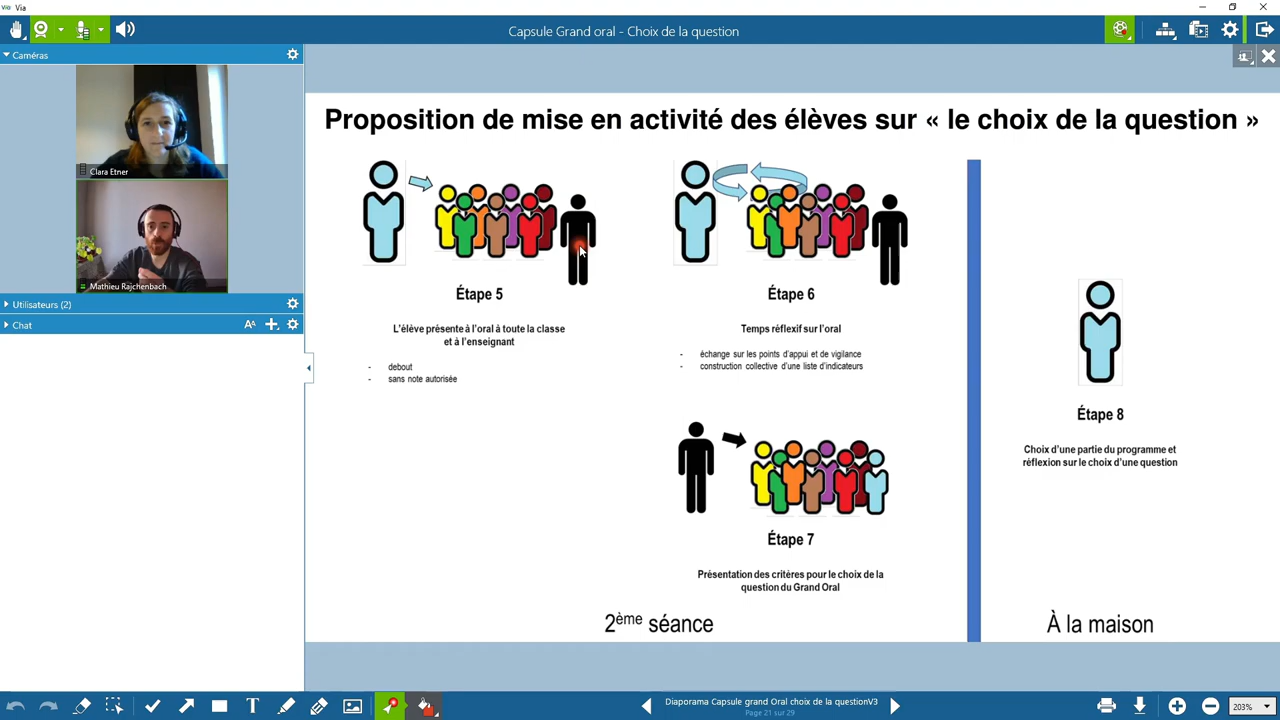 Via
Via
Capsule Grand oral - Choix de la question
Caméras
Clara Etner
Mathieu Rajchenbach
Utilisateurs (2)
Chat
Proposition de mise en activité des élèves sur « le choix de la question »
Étape 5
L'élève présente à l'oral à toute la classe
et à l'enseignant
- debout
- sans note autorisée
Étape 6
Temps réflexif sur l'oral
- échange sur les points d'appui et de vigilance
- construction collective d'une liste d'indicateurs
Étape 7
Présentation des critères pour le choix de la
question du Grand Oral
2ème séance
Étape 8
Choix d'une partie du programme et
réflexion sur le choix d'une question
À la maison
Diaporama Capsule grand Oral choix de la questionV3
Page 21 sur 29
203%